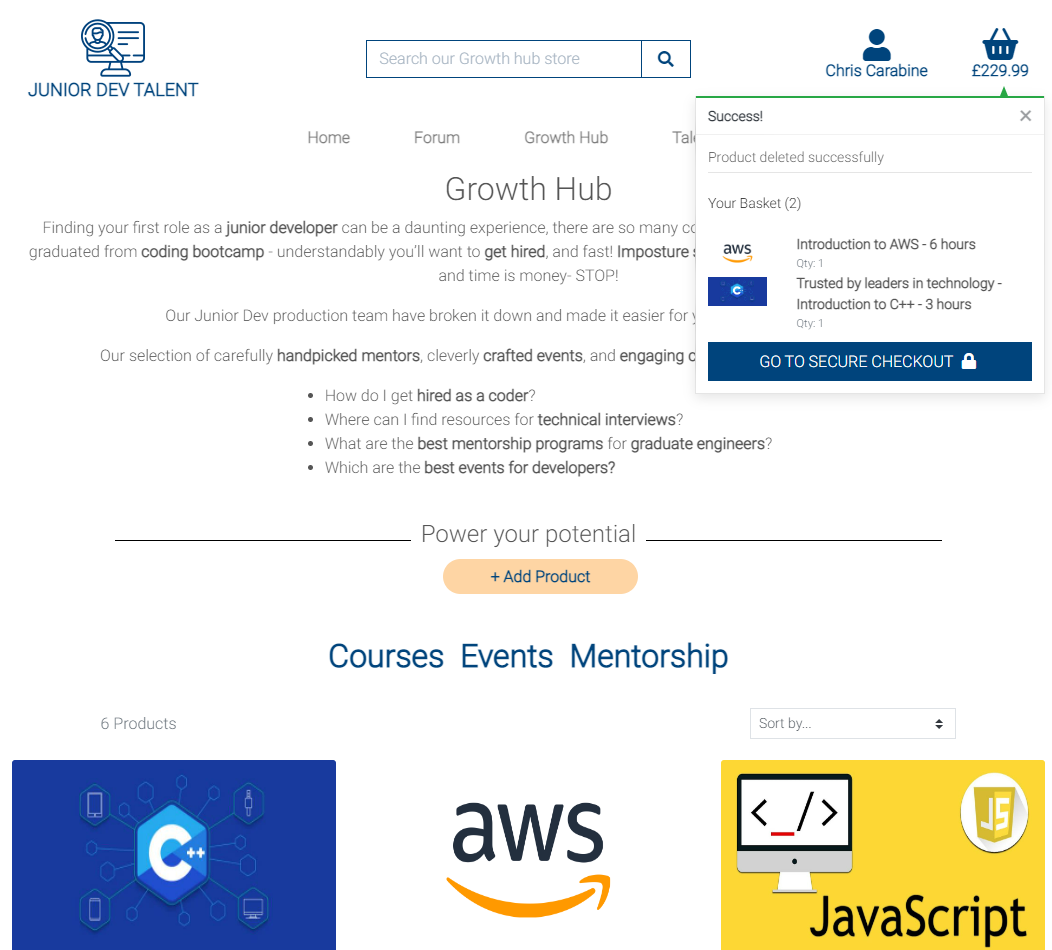 JUNIOR DEV TALENT
Search our Growth hub store
Chris Carabine
£229.99
Success!
×
Product deleted successfully
Your Basket (2)
aws
Introduction to AWS - 6 hours
Qty: 1
Trusted by leaders in technology -
Introduction to C++ - 3 hours
Qty: 1
GO TO SECURE CHECKOUT
Home Forum Growth Hub
Growth Hub
Finding your first role as a junior developer can be a daunting experience, there are so many
graduated from coding bootcamp - understandably you'll want to get hired, and fast! Imposture
and time is money- STOP!
Our Junior Dev production team have broken it down and made it easier for
Our selection of carefully handpicked mentors, cleverly crafted events, and engaging
How do I get hired as a coder?
Where can I find resources for technical interviews?
What are the best mentorship programs for graduate engineers?
Which are the best events for developers?
Power your potential
+ Add Product
Courses Events Mentorship
6 Products
Sort by...
C++
aws
<_/>
JS
JavaScript